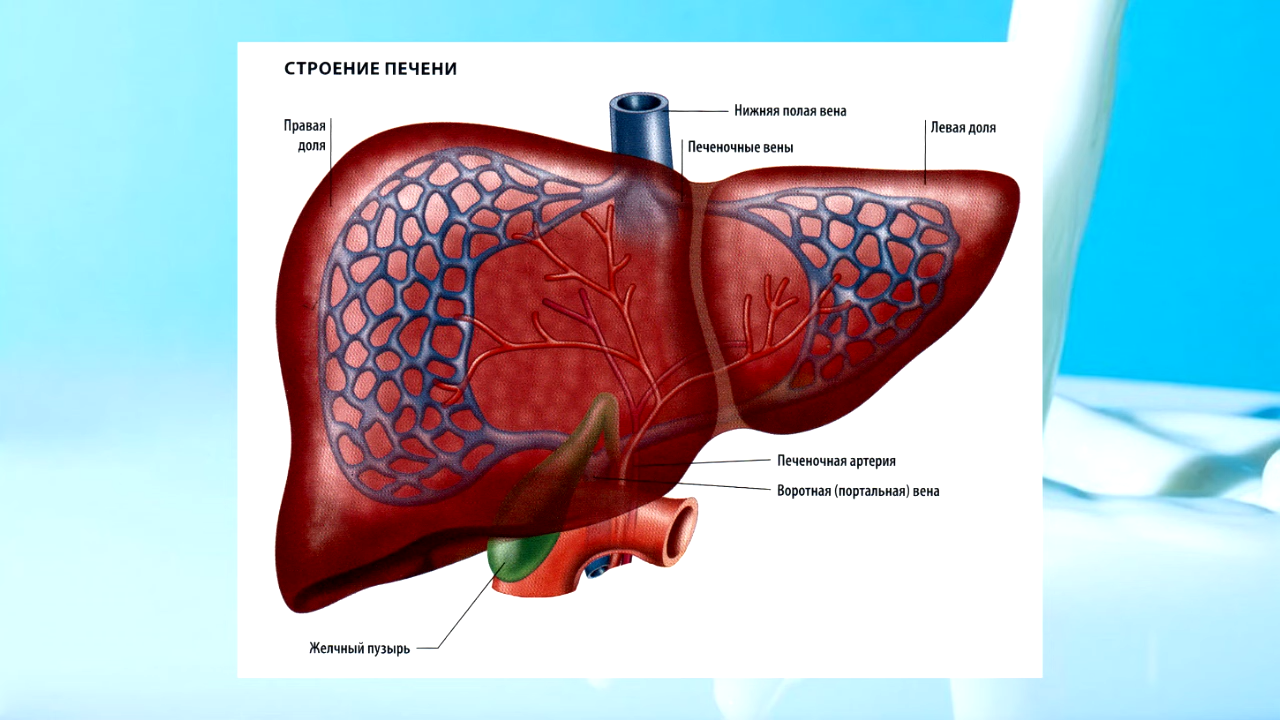 СТРОЕНИЕ ПЕЧЕНИ
Нижняя полая вена
Правая
доля
Левая доля
Печеночные вены
Печеночная артерия
Воротная (портальная) вена
Желчный пузырь